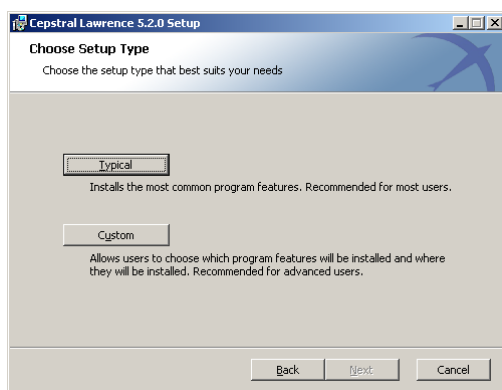 Cepstral Lawrence 5.2.0 Setup
Choose Setup Type
Choose the setup type that best suits your needs
Typical
Installs the most common program features. Recommended for most users.
Custom
Allows users to choose which program features will be installed and where
they will be installed. Recommended for advanced users.
Back
Next
Cancel